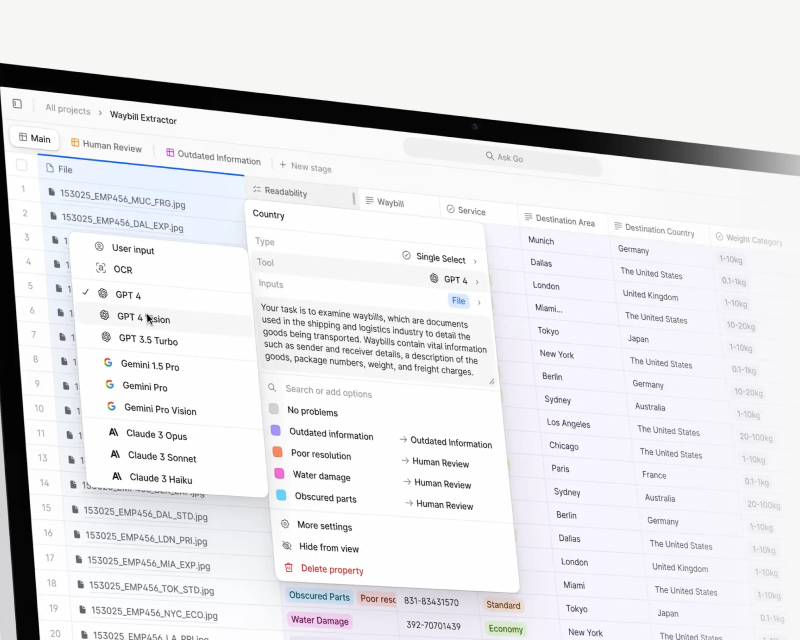 All projects > Waybill Extractor
Main
Human Review
Outdated Information
+ New stage
Ask Go
File
Readability
Waybill
Service
Destination Area
Destination Country
Weight Category
1 153025_EMP456_MUC_FRG.jpg
2 153025_EMP456_DAL_EXP.jpg
3
4
5
6
7
8
9
10
11
13
14
15 153025_EMP456_DAL_STD.jpg
16 153025_EMP456_LDN_PRI.jpg
17 153025_EMP456_MIA_EXP.jpg
18 153025_EMP456_TOK_STD.jpg
19 153025_EMP456_NYC_ECO.jpg
20
User input
OCR
GPT 4
GPT 4 Vision
GPT 3.5 Turbo
Gemini 1.5 Pro
Gemini Pro
Gemini Pro Vision
Claude 3 Opus
Claude 3 Sonnet
Claude 3 Haiku
Country
Type Single Select
Tool GPT 4
Inputs File
Your task is to examine waybills, which are documents
used in the shipping and logistics industry to detail the
goods being transported. Waybills contain vital information
such as sender and receiver details, a description of the
goods, package numbers, weight, and freight charges.
Search or add options
No problems
Outdated information → Outdated Information
Poor resolution → Human Review
Water damage → Human Review
Obscured parts → Human Review
More settings
Hide from view
Delete property
Munich Germany 1-10kg
Dallas The United States 0.1-1kg
London United Kingdom 1-10kg
Miami... The United States 10-20kg
Tokyo Japan 1-10kg
New York The United States 0.1-1kg
Berlin Germany 10-20kg
Sydney Australia 1-10kg
Los Angeles The United States 20-100kg
Chicago The United States 1-10kg
Paris France 0.1-1kg
Sydney Australia 20-100kg
Berlin Germany 1-10kg
Dallas The United States 1-10kg
London United Kingdom 1-10kg
Obscured Parts Poor reso 831-83431570 Standard Miami The United States 1-10kg
Water Damage 392-70701439 Economy Tokyo Japan 0.1-1kg
New York The United States 1-10kg